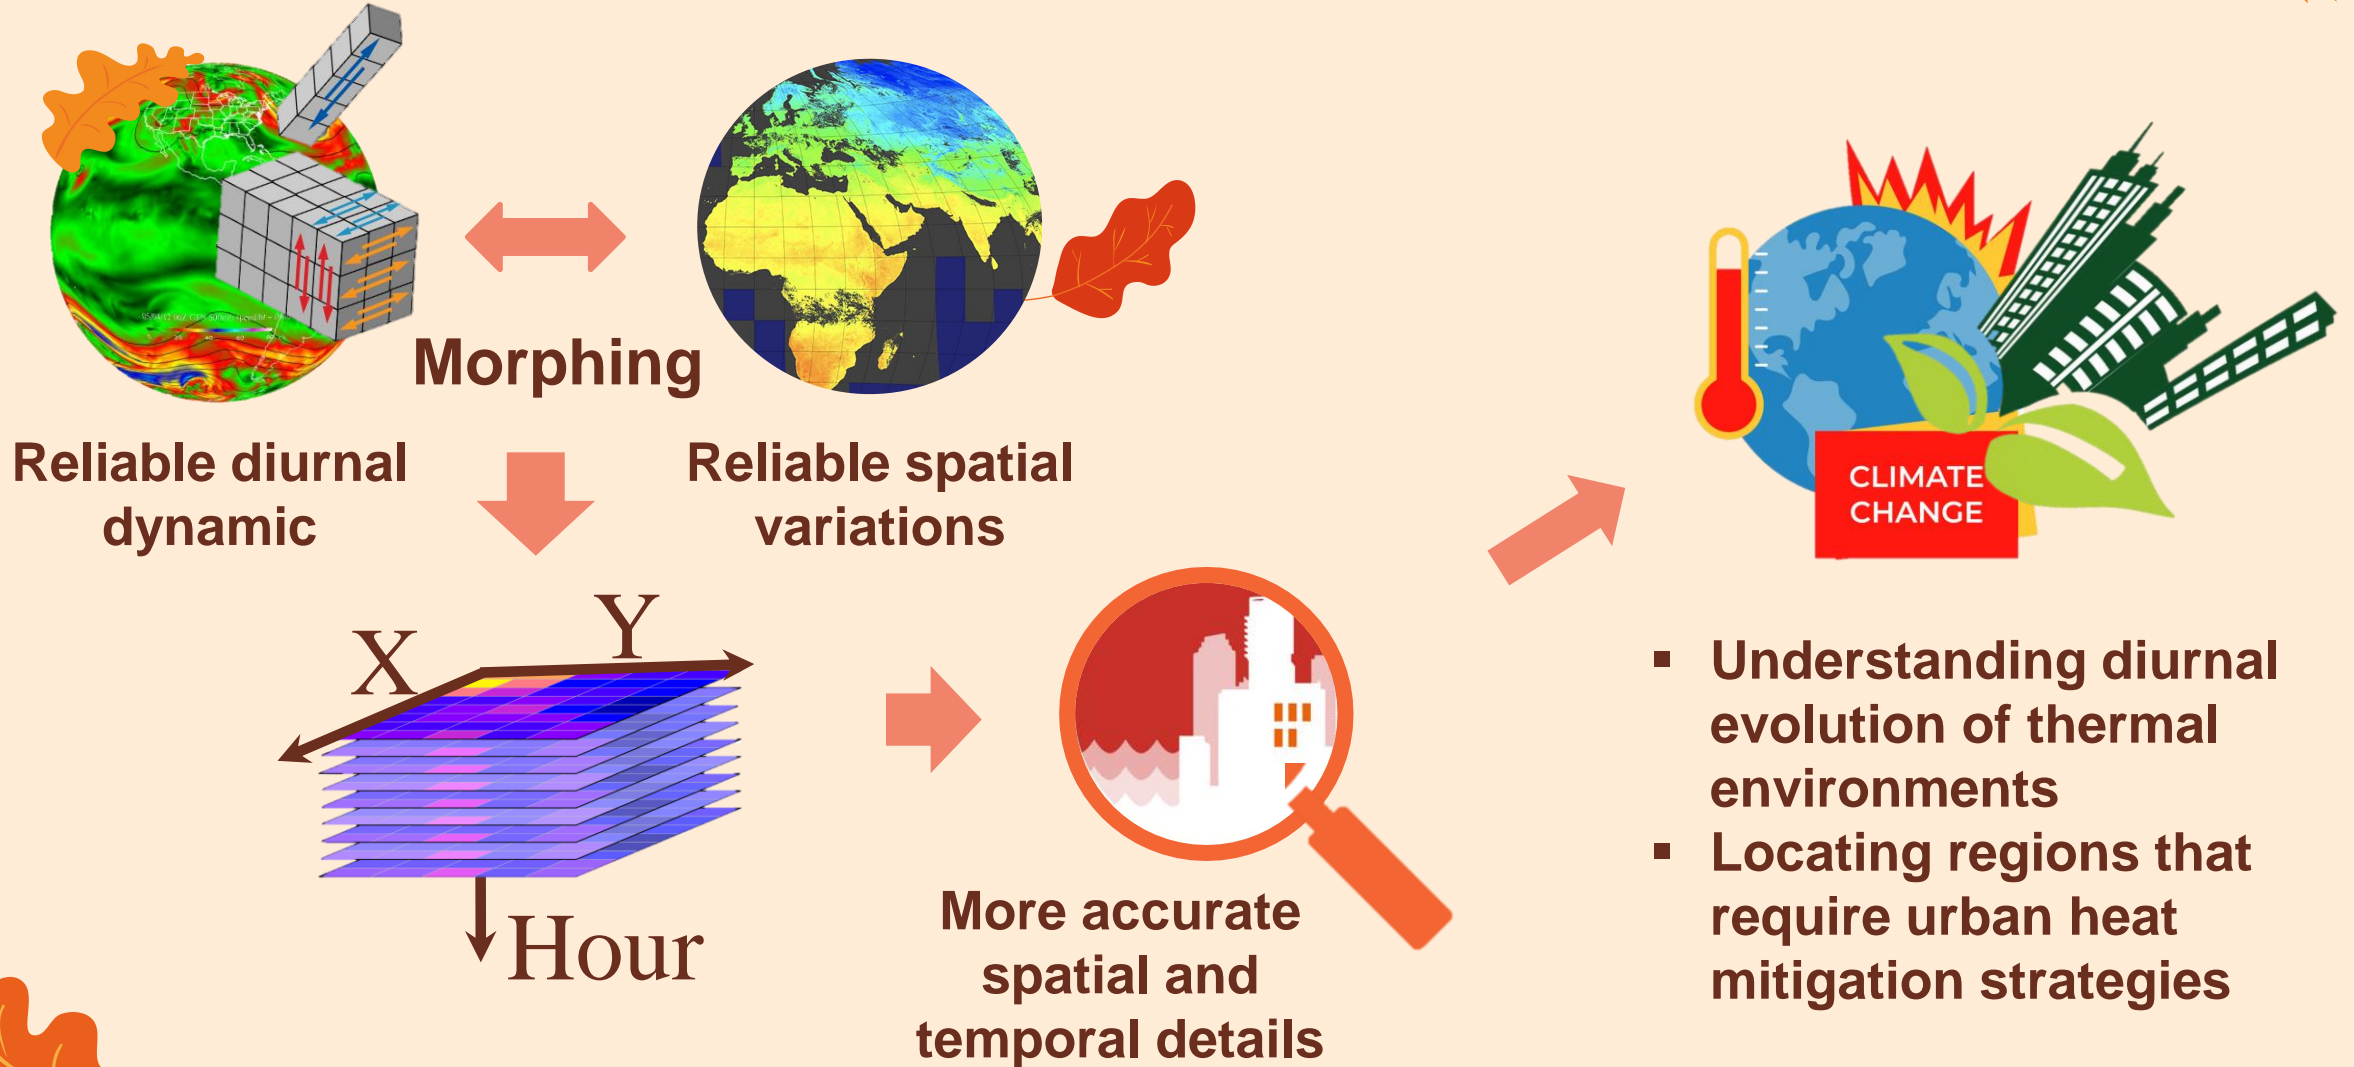 Morphing
Reliable diurnal
dynamic
Reliable spatial
variations
X
Y
Hour
More accurate
spatial and
temporal details
CLIMATE
CHANGE
▪ Understanding diurnal
evolution of thermal
environments
▪ Locating regions that
require urban heat
mitigation strategies